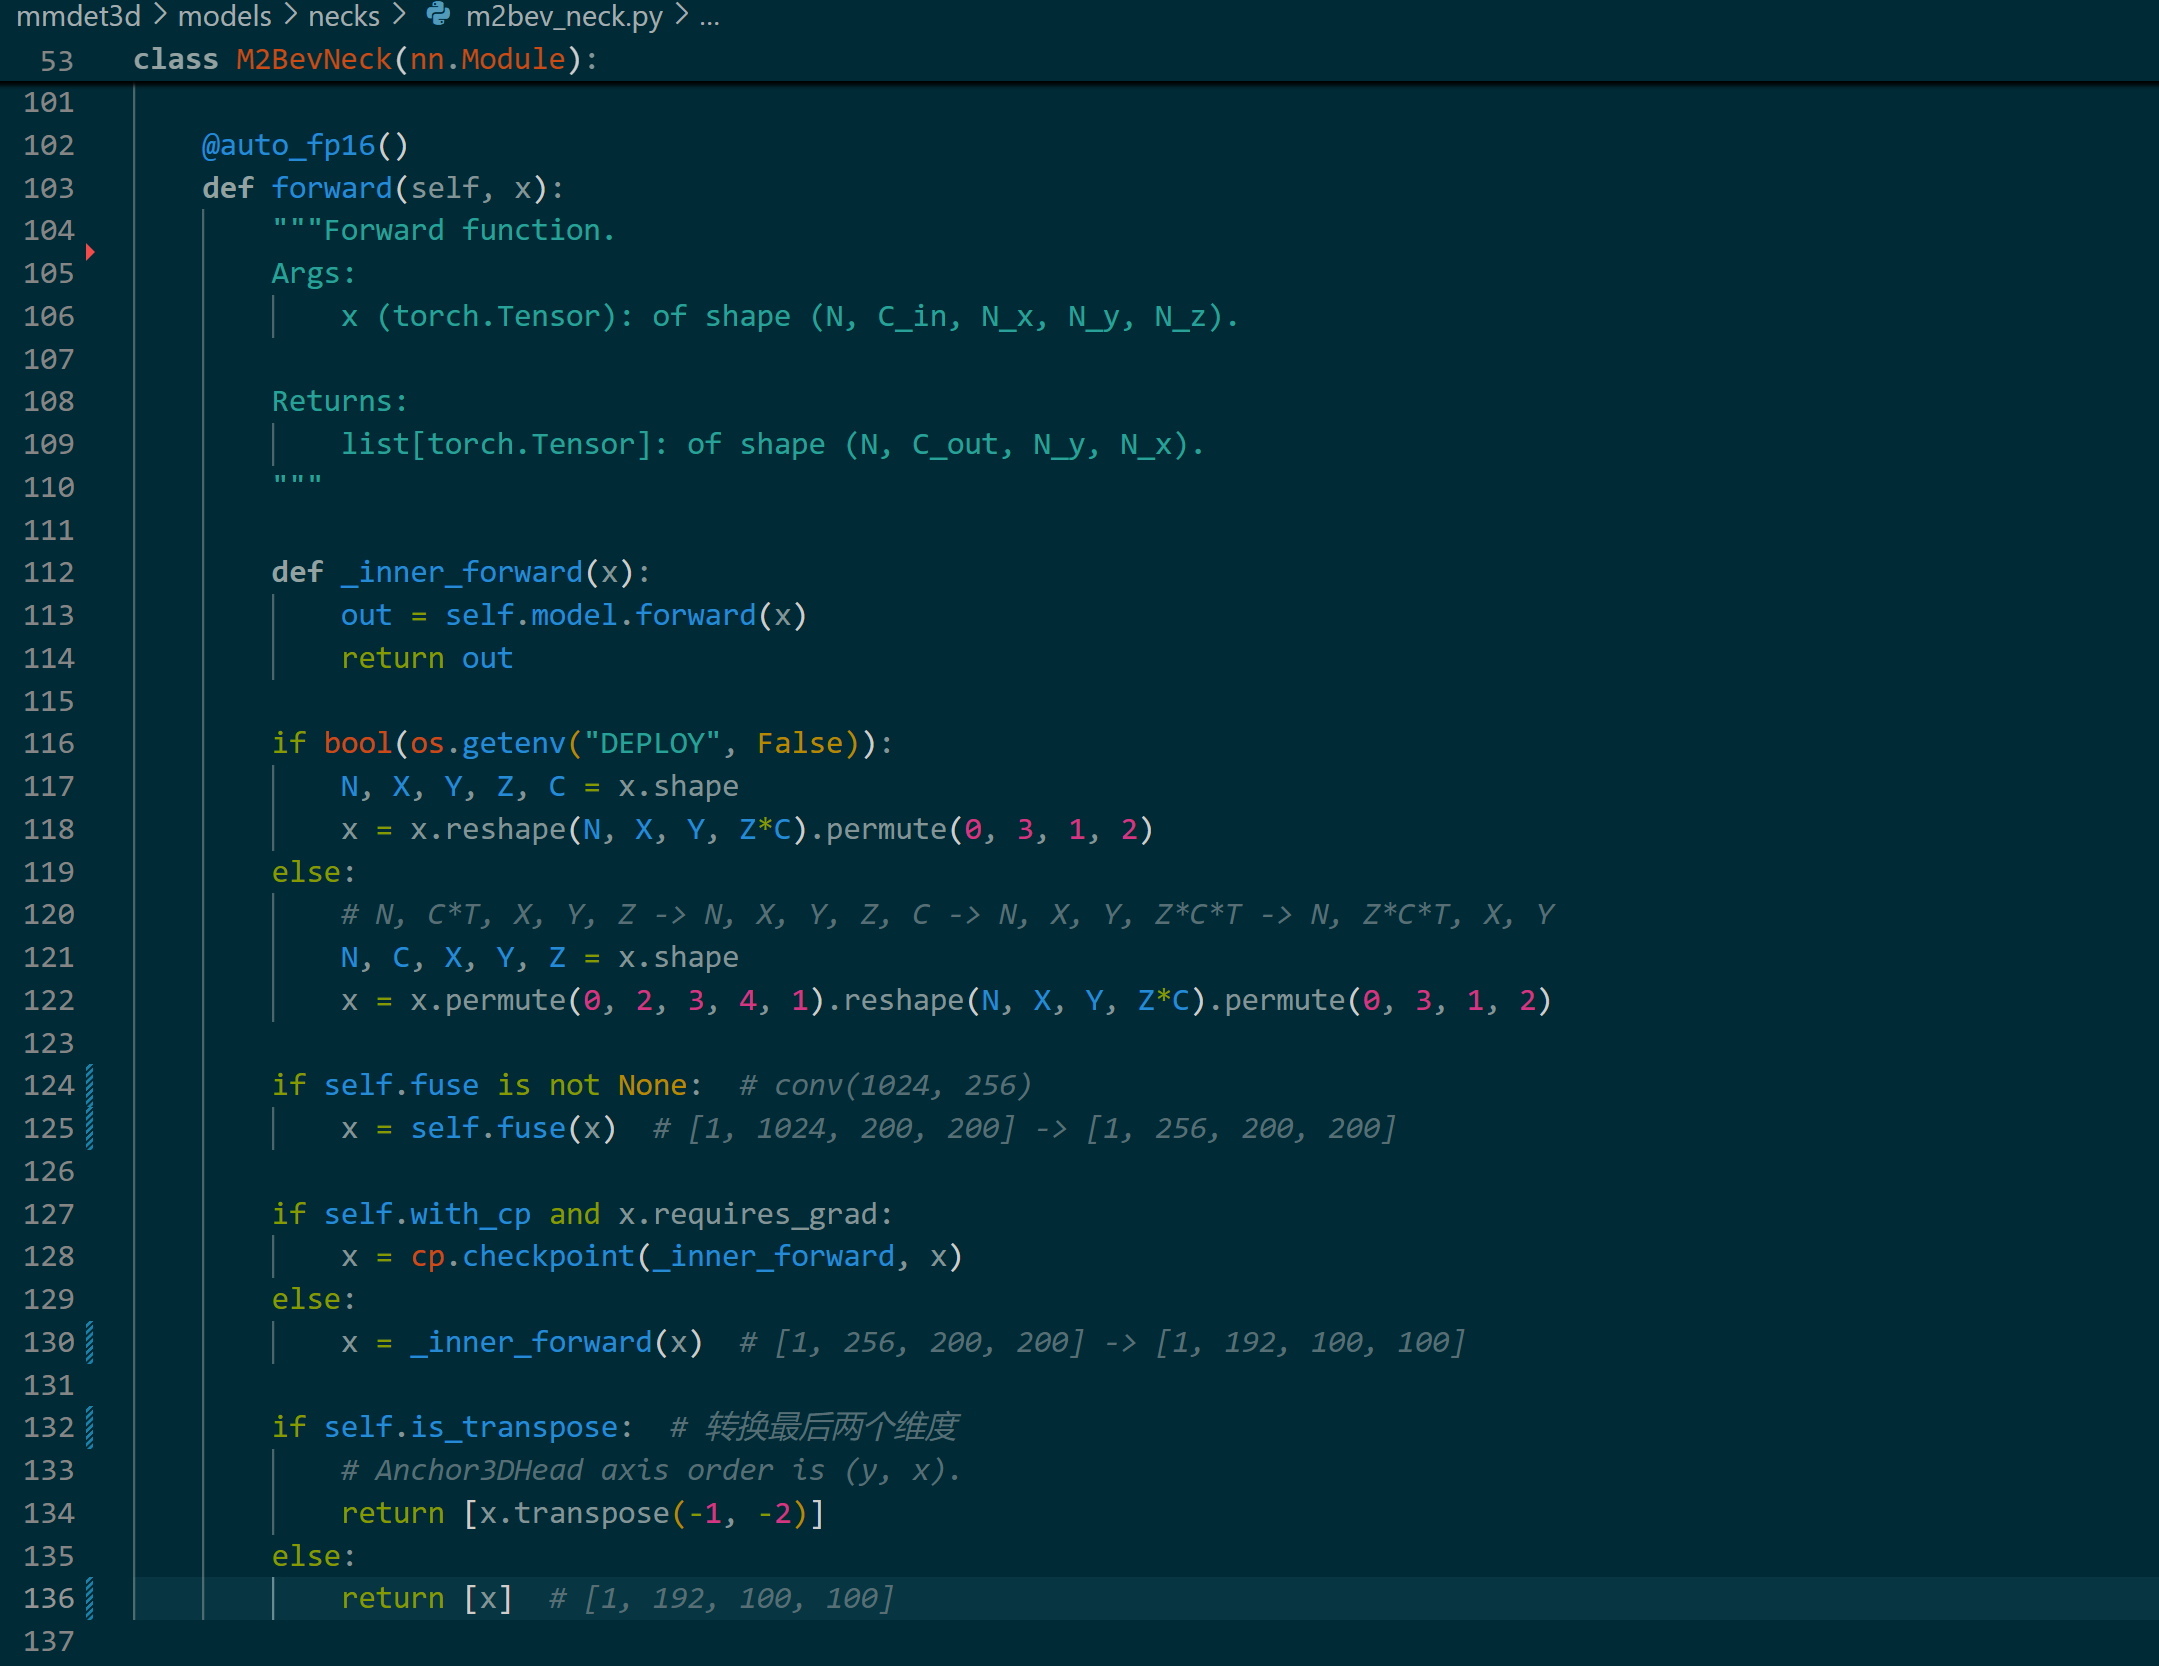 mmdet3d > models > necks > m2bev_neck.py > ...
53 class M2BevNeck(nn.Module):
101
102     @auto_fp16()
103     def forward(self, x):
104         """Forward function.
105         Args:
106             x (torch.Tensor): of shape (N, C_in, N_x, N_y, N_z).
107
108         Returns:
109             list[torch.Tensor]: of shape (N, C_out, N_y, N_x).
110         """
111
112         def _inner_forward(x):
113             out = self.model.forward(x)
114             return out
115
116         if bool(os.getenv("DEPLOY", False)):
117             N, X, Y, Z, C = x.shape
118             x = x.reshape(N, X, Y, Z*C).permute(0, 3, 1, 2)
119         else:
120             # N, C*T, X, Y, Z -> N, X, Y, Z, C -> N, X, Y, Z*C*T -> N, Z*C*T, X, Y
121             N, C, X, Y, Z = x.shape
122             x = x.permute(0, 2, 3, 4, 1).reshape(N, X, Y, Z*C).permute(0, 3, 1, 2)
123
124         if self.fuse is not None:  # conv(1024, 256)
125             x = self.fuse(x)  # [1, 1024, 200, 200] -> [1, 256, 200, 200]
126
127         if self.with_cp and x.requires_grad:
128             x = cp.checkpoint(_inner_forward, x)
129         else:
130             x = _inner_forward(x)  # [1, 256, 200, 200] -> [1, 192, 100, 100]
131
132         if self.is_transpose:  # 转换最后两个维度
133             # Anchor3DHead axis order is (y, x).
134             return [x.transpose(-1, -2)]
135         else:
136             return [x]  # [1, 192, 100, 100]
137